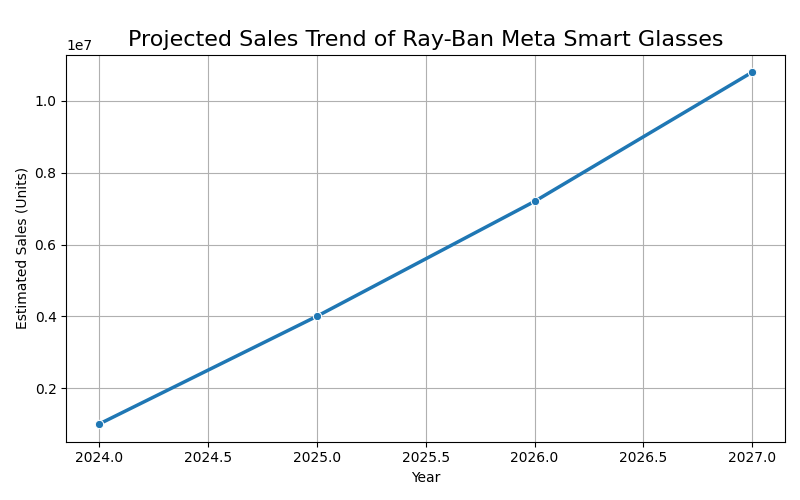 Projected Sales Trend of Ray-Ban Meta Smart Glasses
1e7
1.0
0.8
0.6
0.4
0.2
Estimated Sales (Units)
2024.0 2024.5 2025.0 2025.5 2026.0 2026.5 2027.0
Year